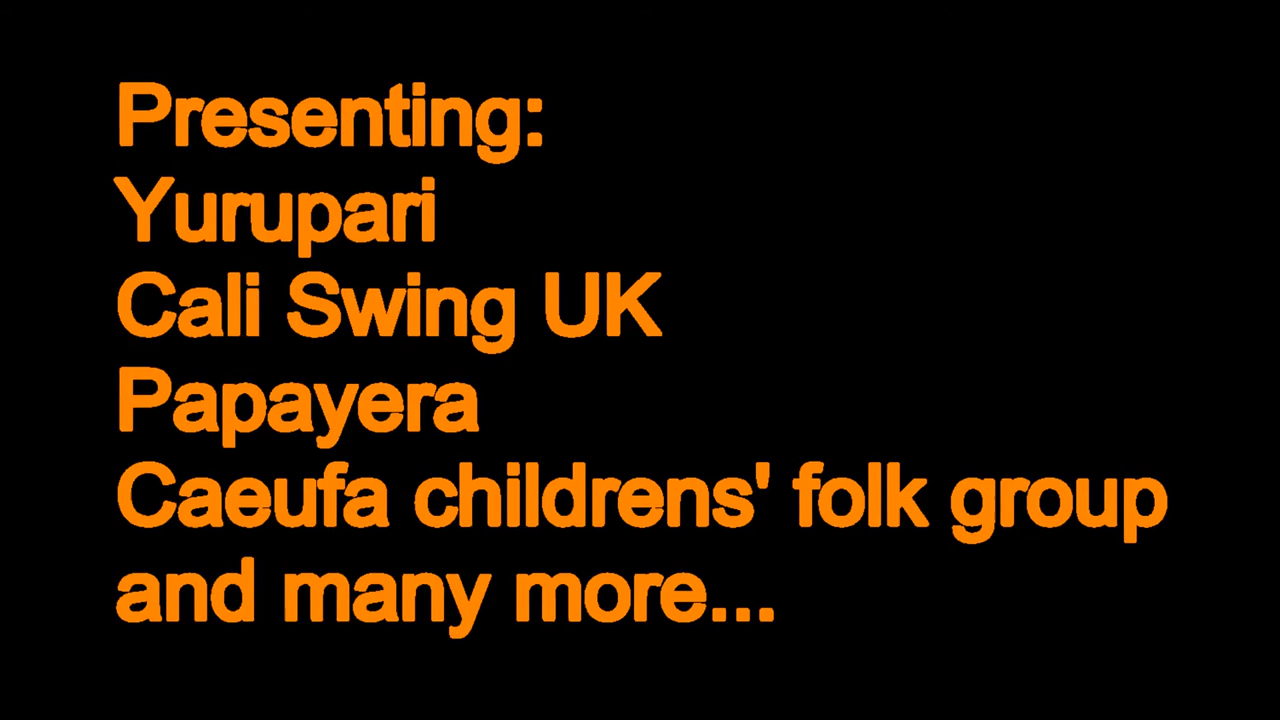 Presenting:
Yurupari
Cali Swing UK
Papayera
Caeufa childrens' folk group
and many more...